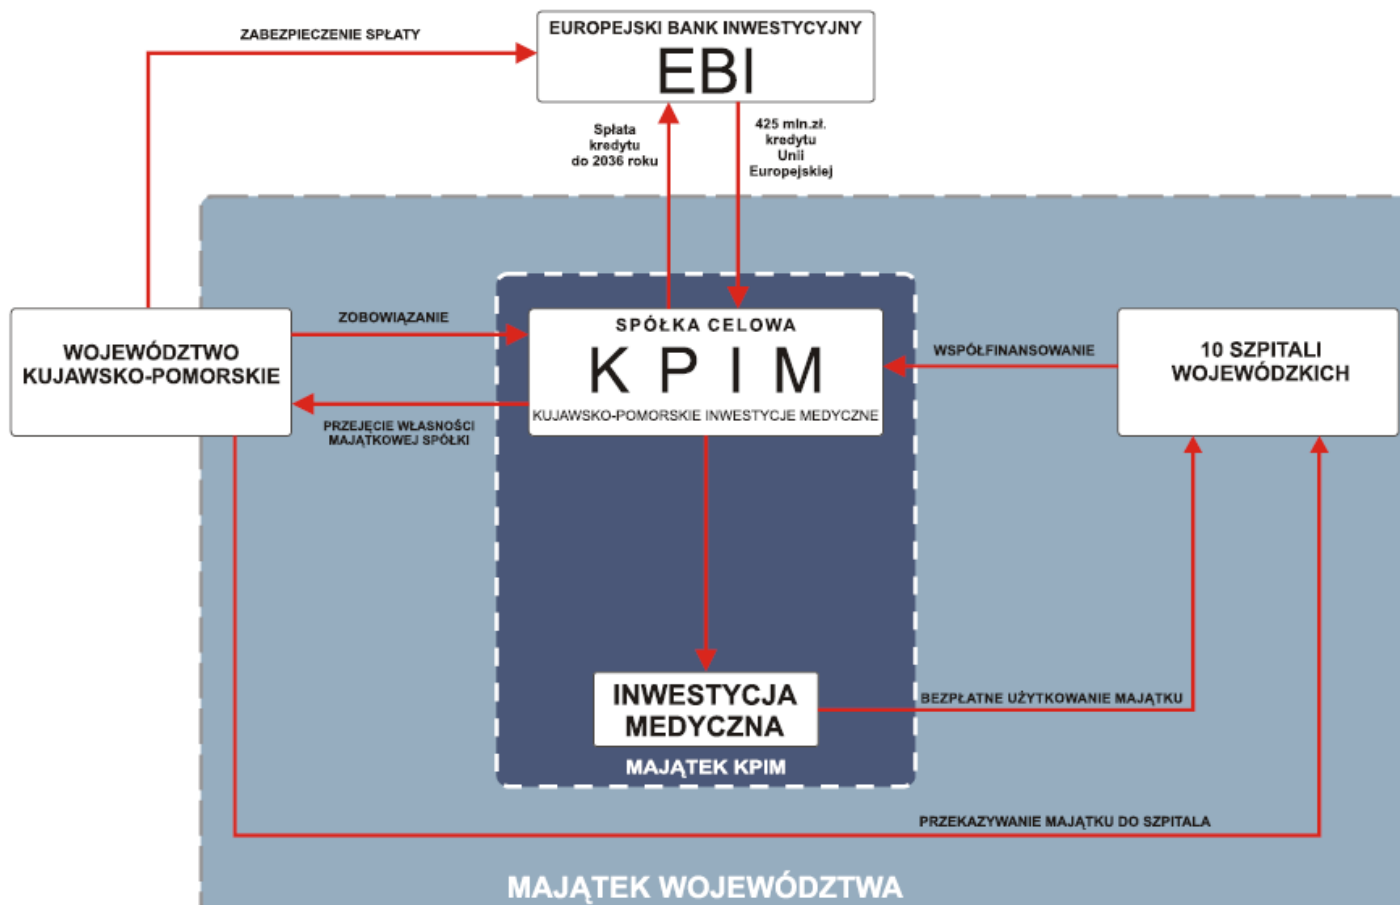 ZABEZPIECZENIE SPŁATY
EUROPEJSKI BANK INWESTYCYJNY
EBI
Spłata
kredytu
do 2036 roku
425 mln.zł.
kredytu
Unii
Europejskiej
WOJEWÓDZTWO
KUJAWSKO-POMORSKIE
ZOBOWIĄZANIE
PRZEJĘCIE WŁASNOŚCI
MAJĄTKOWEJ SPÓŁKI
SPÓŁKA CELOWA
K P I M
KUJAWSKO-POMORSKIE INWESTYCJE MEDYCZNE
WSPÓŁFINANSOWANIE
10 SZPITALI
WOJEWÓDZKICH
INWESTYCJA
MEDYCZNA
MAJĄTEK KPIM
BEZPŁATNE UŻYTKOWANIE MAJĄTKU
PRZEKAZYWANIE MAJĄTKU DO SZPITALA
MAJĄTEK WOJEWÓDZTWA